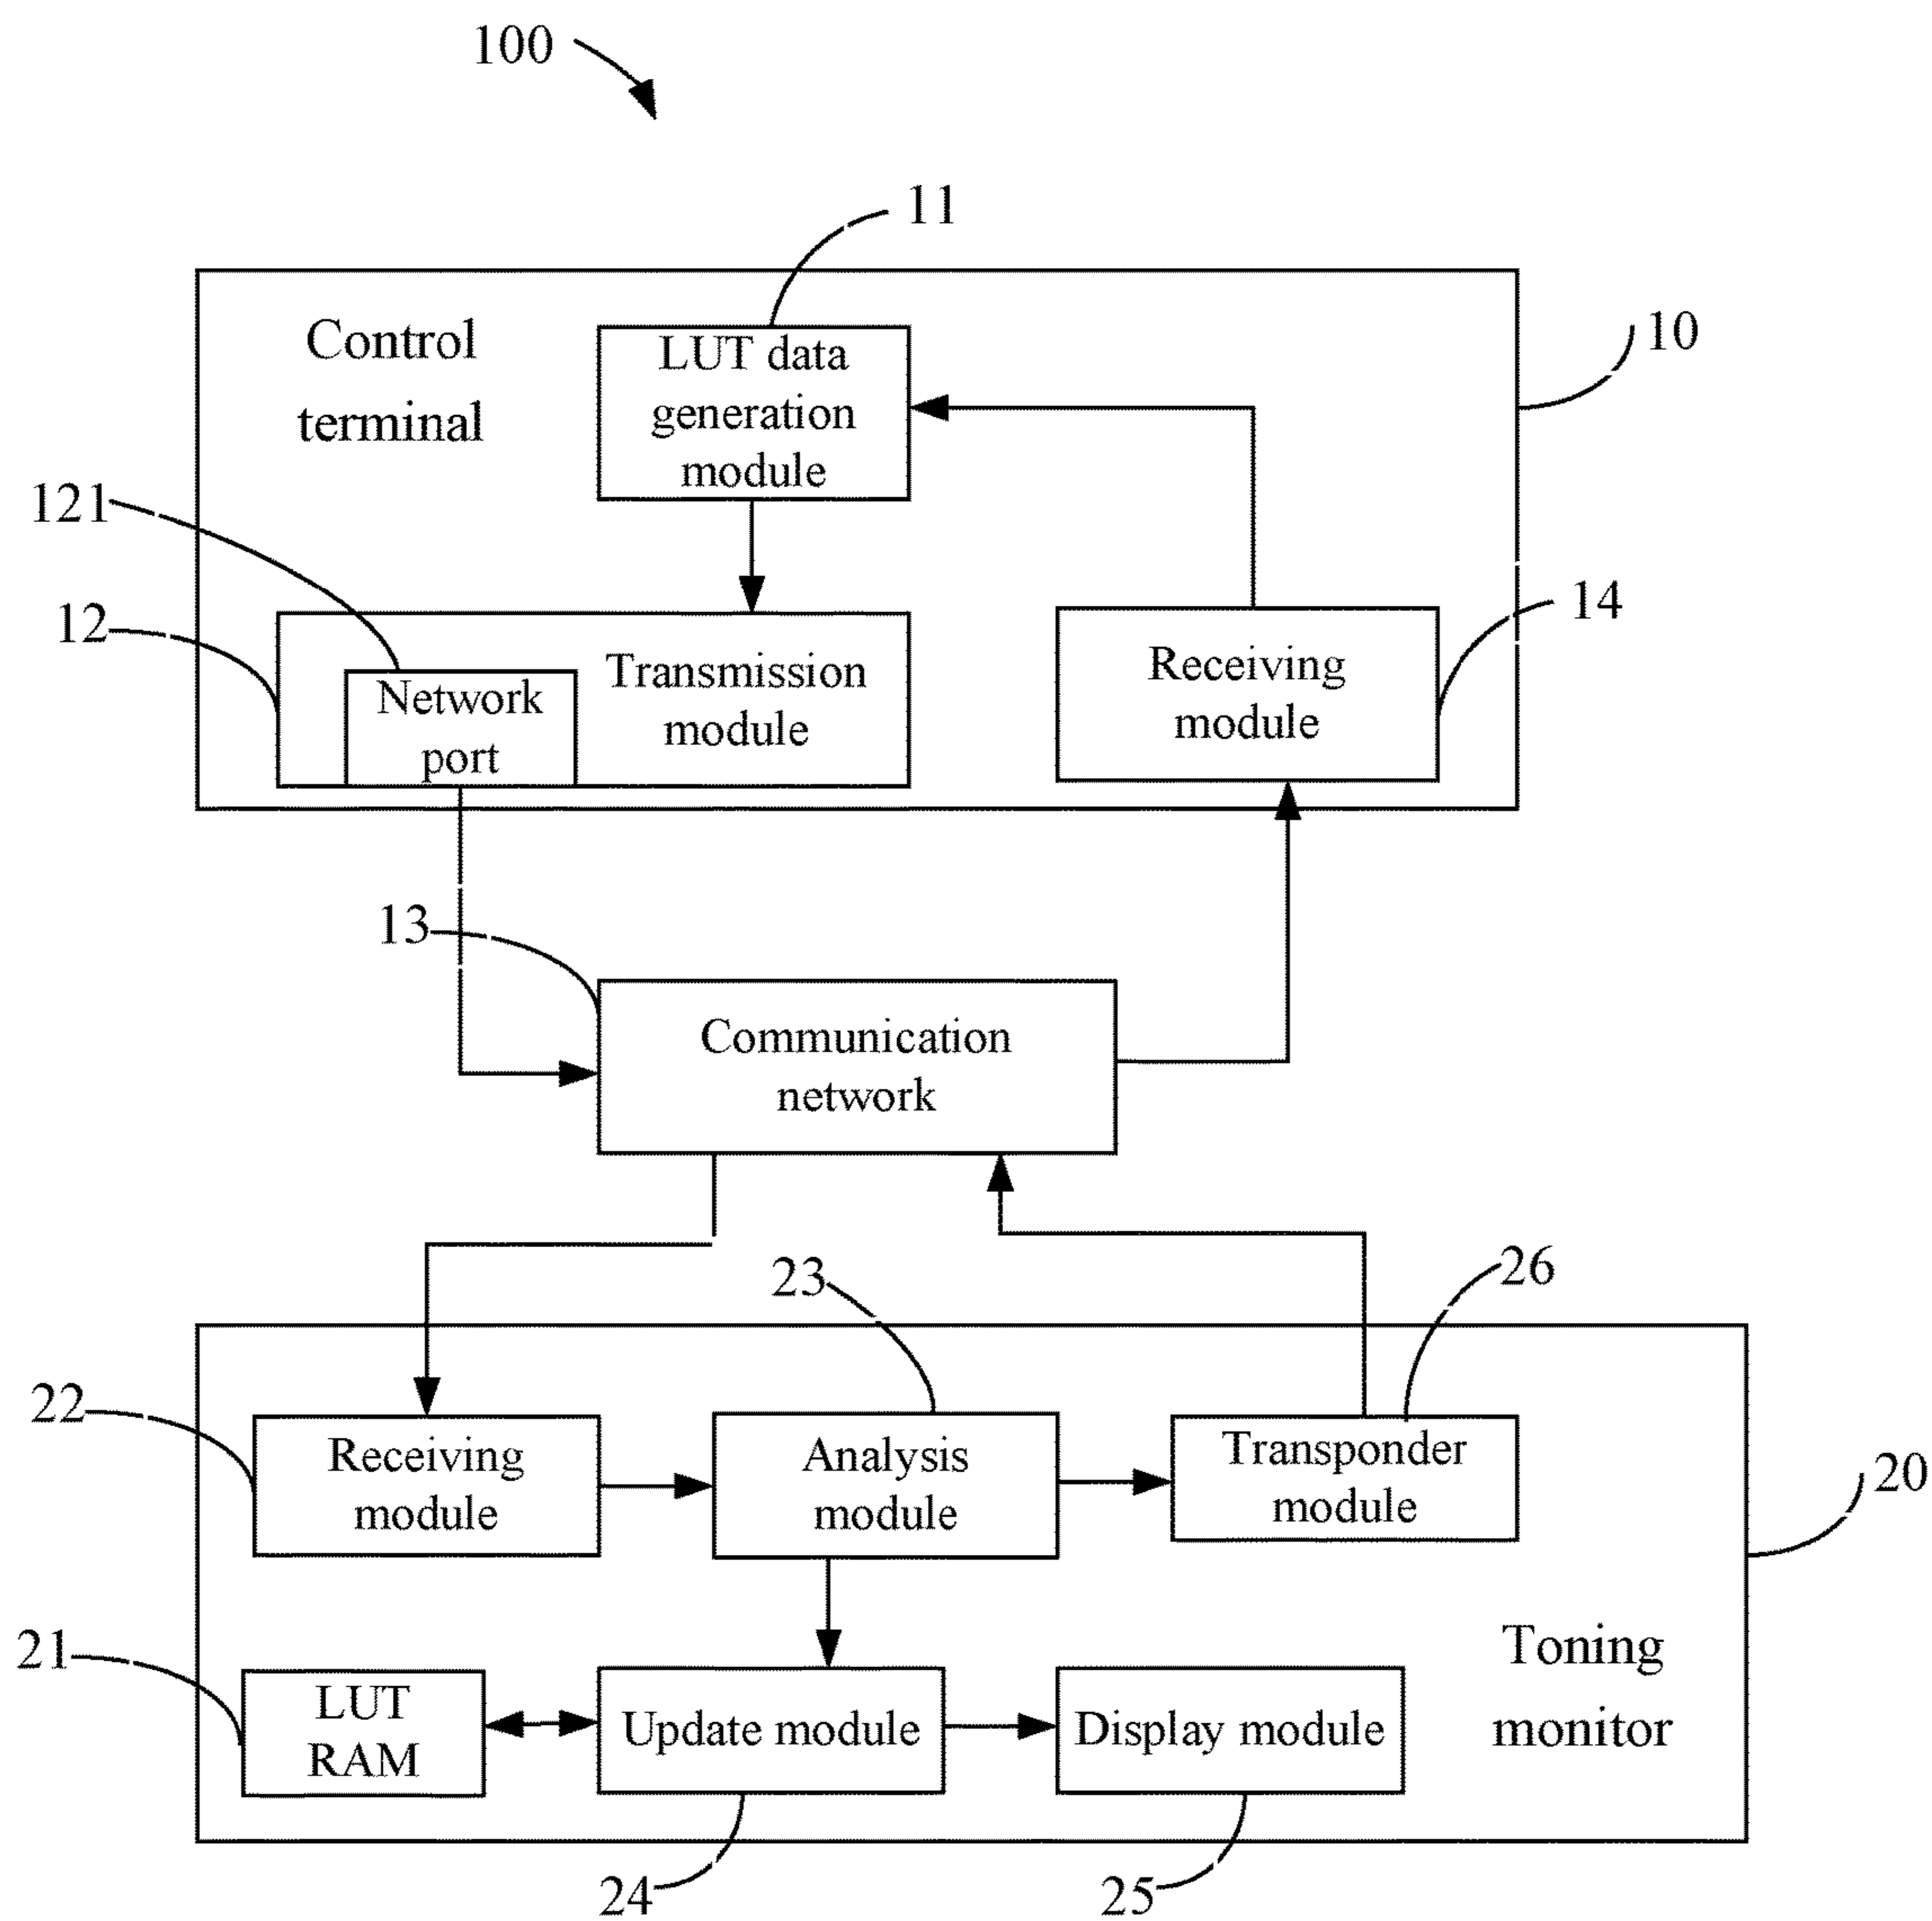 100
11
Control
terminal
LUT data
generation
module
10
121
12
Transmission
module
Network
port
Receiving
module
14
13
Communication
network
23
26
22
Receiving
module
Analysis
module
Transponder
module
20
21
LUT
RAM
Update module
Display module
Toning
monitor
24
25